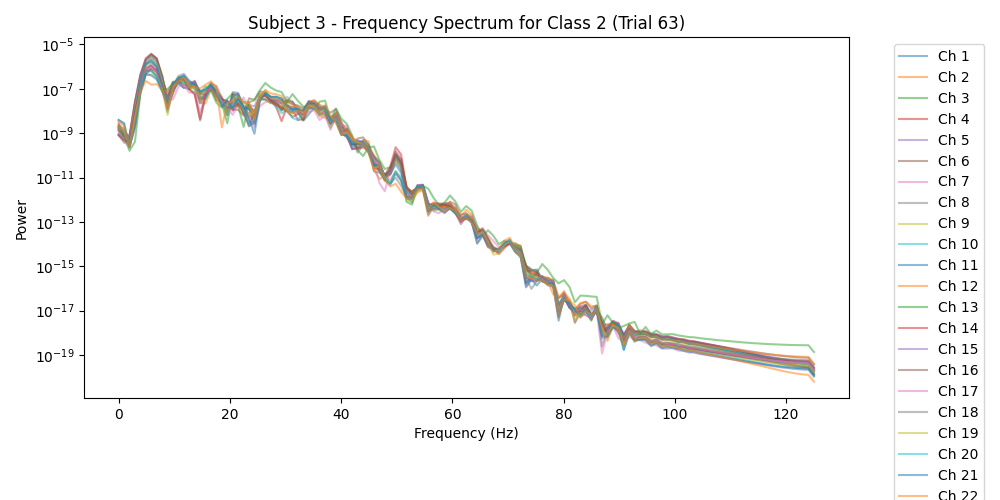 Subject 3 - Frequency Spectrum for Class 2 (Trial 63)
Power
10^-5
10^-7
10^-9
10^-11
10^-13
10^-15
10^-17
10^-19
0 20 40 60 80 100 120
Frequency (Hz)
Ch 1
Ch 2
Ch 3
Ch 4
Ch 5
Ch 6
Ch 7
Ch 8
Ch 9
Ch 10
Ch 11
Ch 12
Ch 13
Ch 14
Ch 15
Ch 16
Ch 17
Ch 18
Ch 19
Ch 20
Ch 21
Ch 22